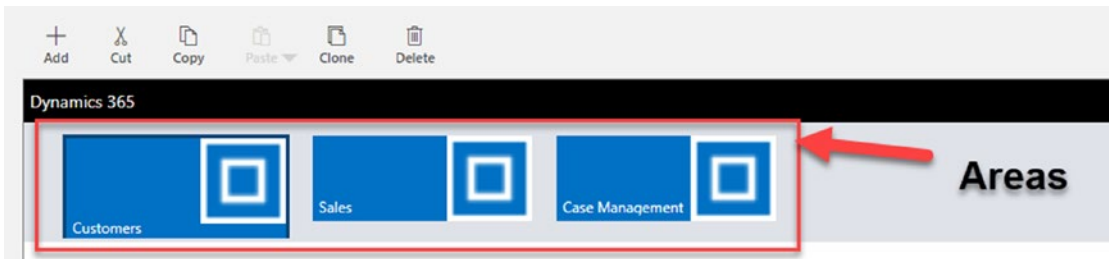 Add Cut Copy Paste Clone Delete
Dynamics 365
Customers Sales Case Management
Areas